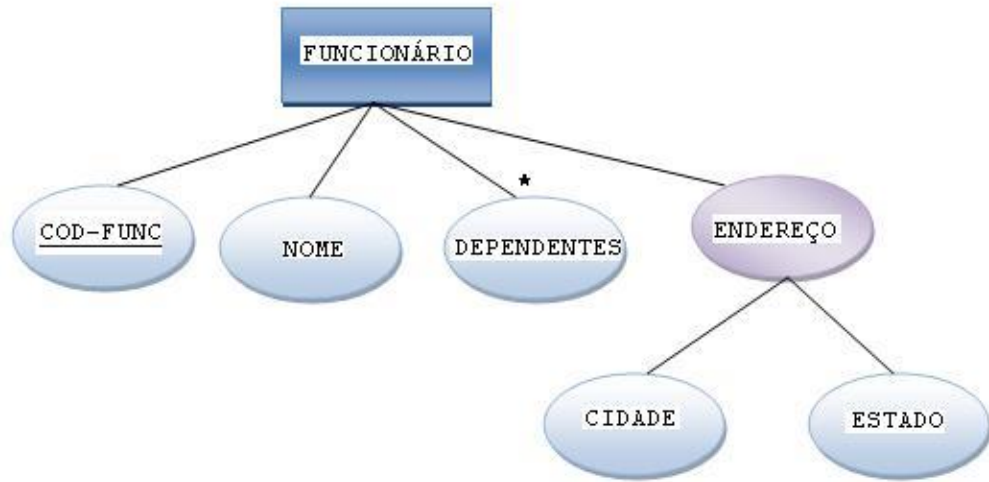 FUNCIONÁRIO
*
COD-FUNC
NOME
DEPENDENTES
ENDEREÇO
CIDADE
ESTADO